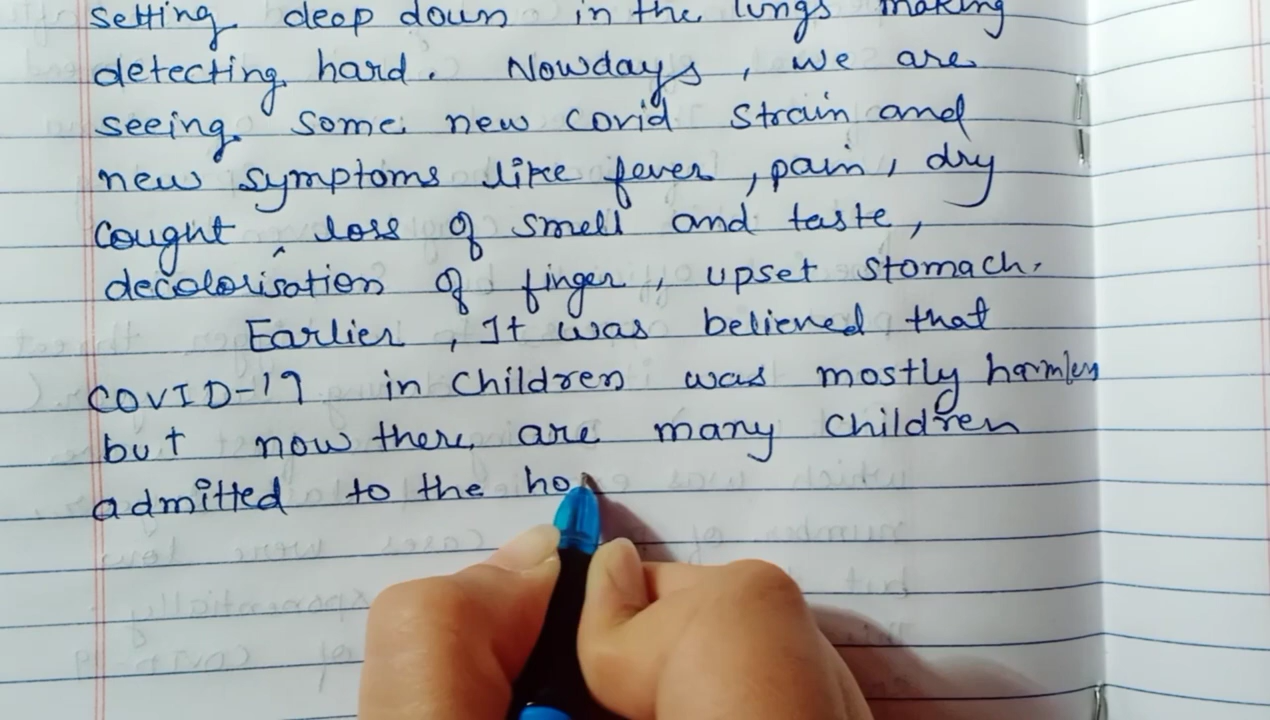 setting deep down in the lungs making
detecting hard. Nowdays, we are
seeing some new covid strain and
new symptoms like fever, pain, dry
cought, loss of smell and taste,
decolorisation of finger, upset stomach.
Earlier, It was believed that
COVID-19 in children was mostly harmless
but now there are many children
admitted to the ho